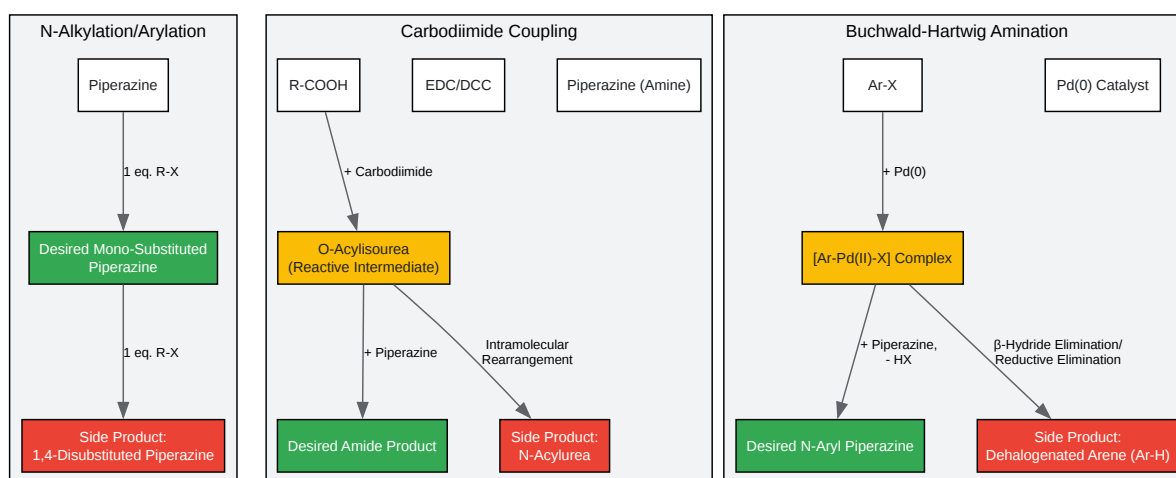 N-Alkylation/Arylation
Piperazine
1 eq. R-X
Desired Mono-Substituted
Piperazine
1 eq. R-X
Side Product:
1,4-Disubstituted Piperazine
Carbodiimide Coupling
R-COOH
EDC/DCC
Piperazine (Amine)
+ Carbodiimide
O-Acylisourea
(Reactive Intermediate)
+ Piperazine
Intramolecular
Rearrangement
Desired Amide Product
Side Product:
N-Acylurea
Buchwald-Hartwig Amination
Ar-X
Pd(0) Catalyst
+ Pd(0)
[Ar-Pd(II)-X] Complex
+ Piperazine,
- HX
β-Hydride Elimination/
Reductive Elimination
Desired N-Aryl Piperazine
Side Product:
Dehalogenated Arene (Ar-H)